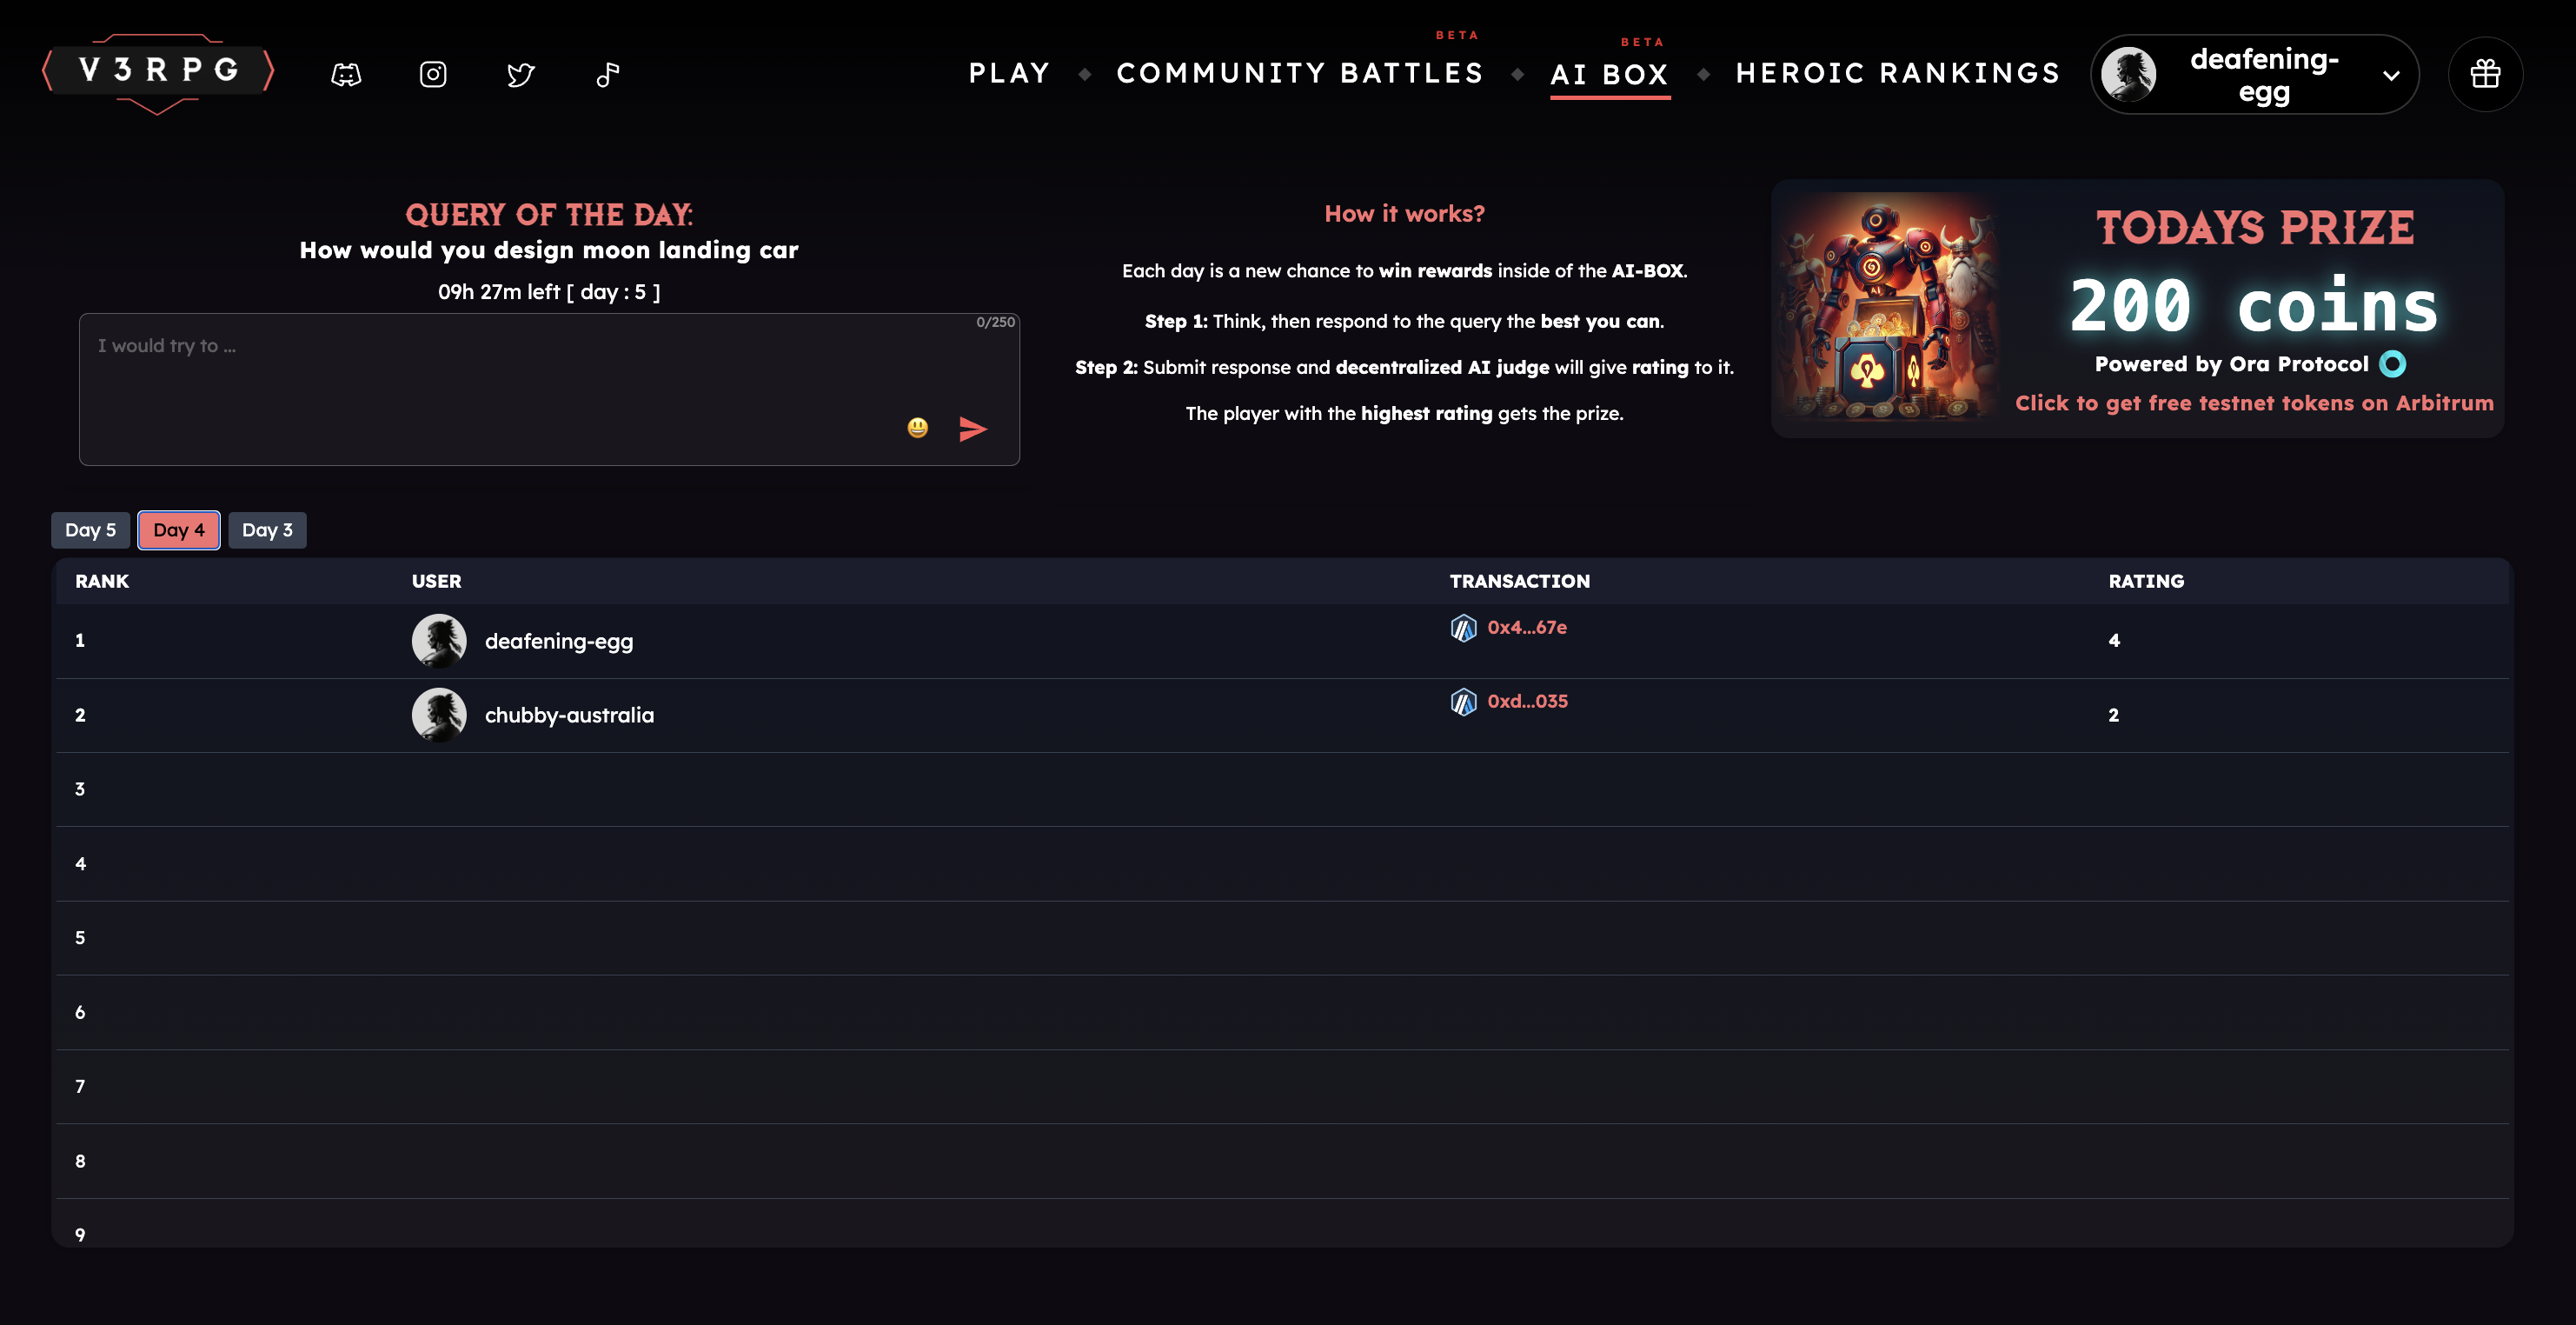 V3RPG
PLAY
BETA
COMMUNITY BATTLES
BETA
AI BOX
HEROIC RANKINGS
deafening-
egg
QUERY OF THE DAY:
How would you design moon landing car
09h 27m left [ day : 5 ]
0/250
I would try to ...
How it works?
Each day is a new chance to win rewards inside of the AI-BOX.
Step 1: Think, then respond to the query the best you can.
Step 2: Submit response and decentralized AI judge will give rating to it.
The player with the highest rating gets the prize.
AI
TODAYS PRIZE
200 coins
Powered by Ora Protocol
Click to get free testnet tokens on Arbitrum
Day 5
Day 4
Day 3
RANK USER TRANSACTION RATING
1 deafening-egg 0x4...67e 4
2 chubby-australia 0xd...035 2
3
4
5
6
7
8
9